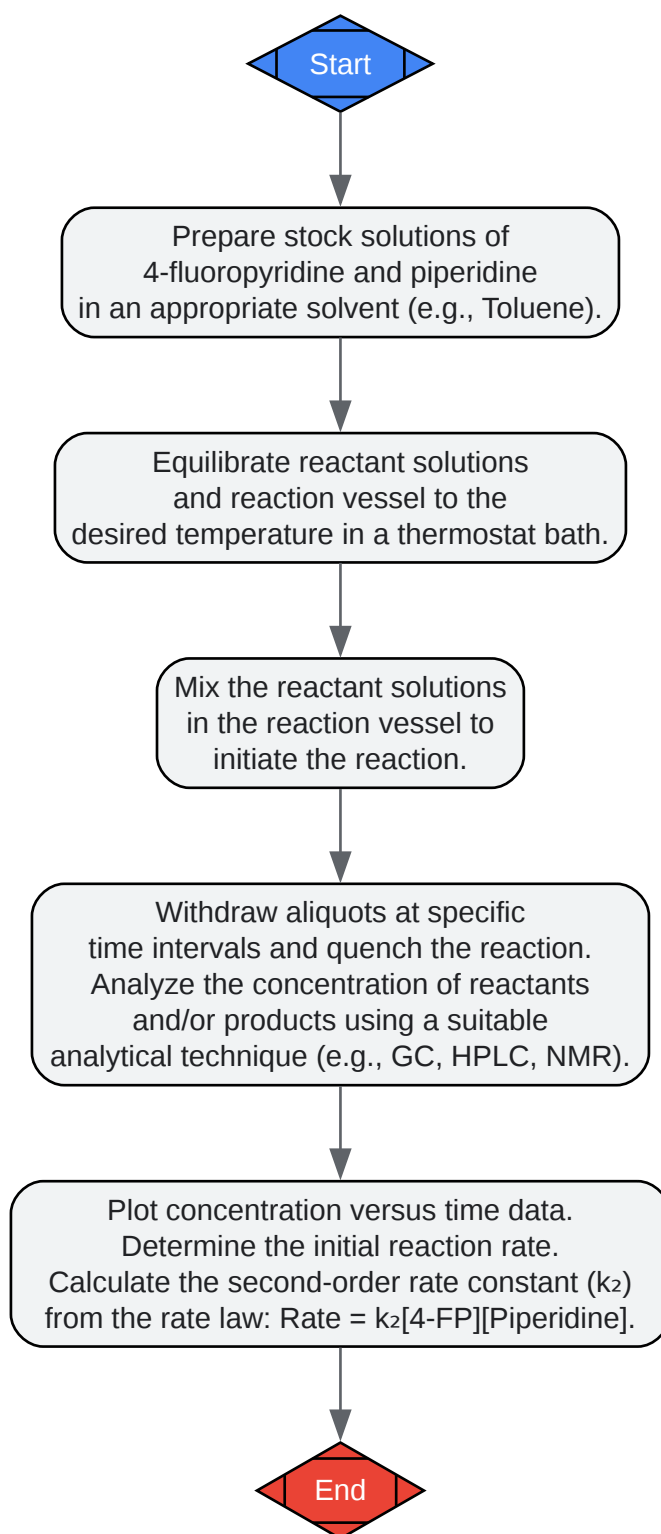 Start
Prepare stock solutions of
4-fluoropyridine and piperidine
in an appropriate solvent (e.g., Toluene).
Equilibrate reactant solutions
and reaction vessel to the
desired temperature in a thermostat bath.
Mix the reactant solutions
in the reaction vessel to
initiate the reaction.
Withdraw aliquots at specific
time intervals and quench the reaction.
Analyze the concentration of reactants
and/or products using a suitable
analytical technique (e.g., GC, HPLC, NMR).
Plot concentration versus time data.
Determine the initial reaction rate.
Calculate the second-order rate constant (k₂)
from the rate law: Rate = k₂[4-FP][Piperidine].
End